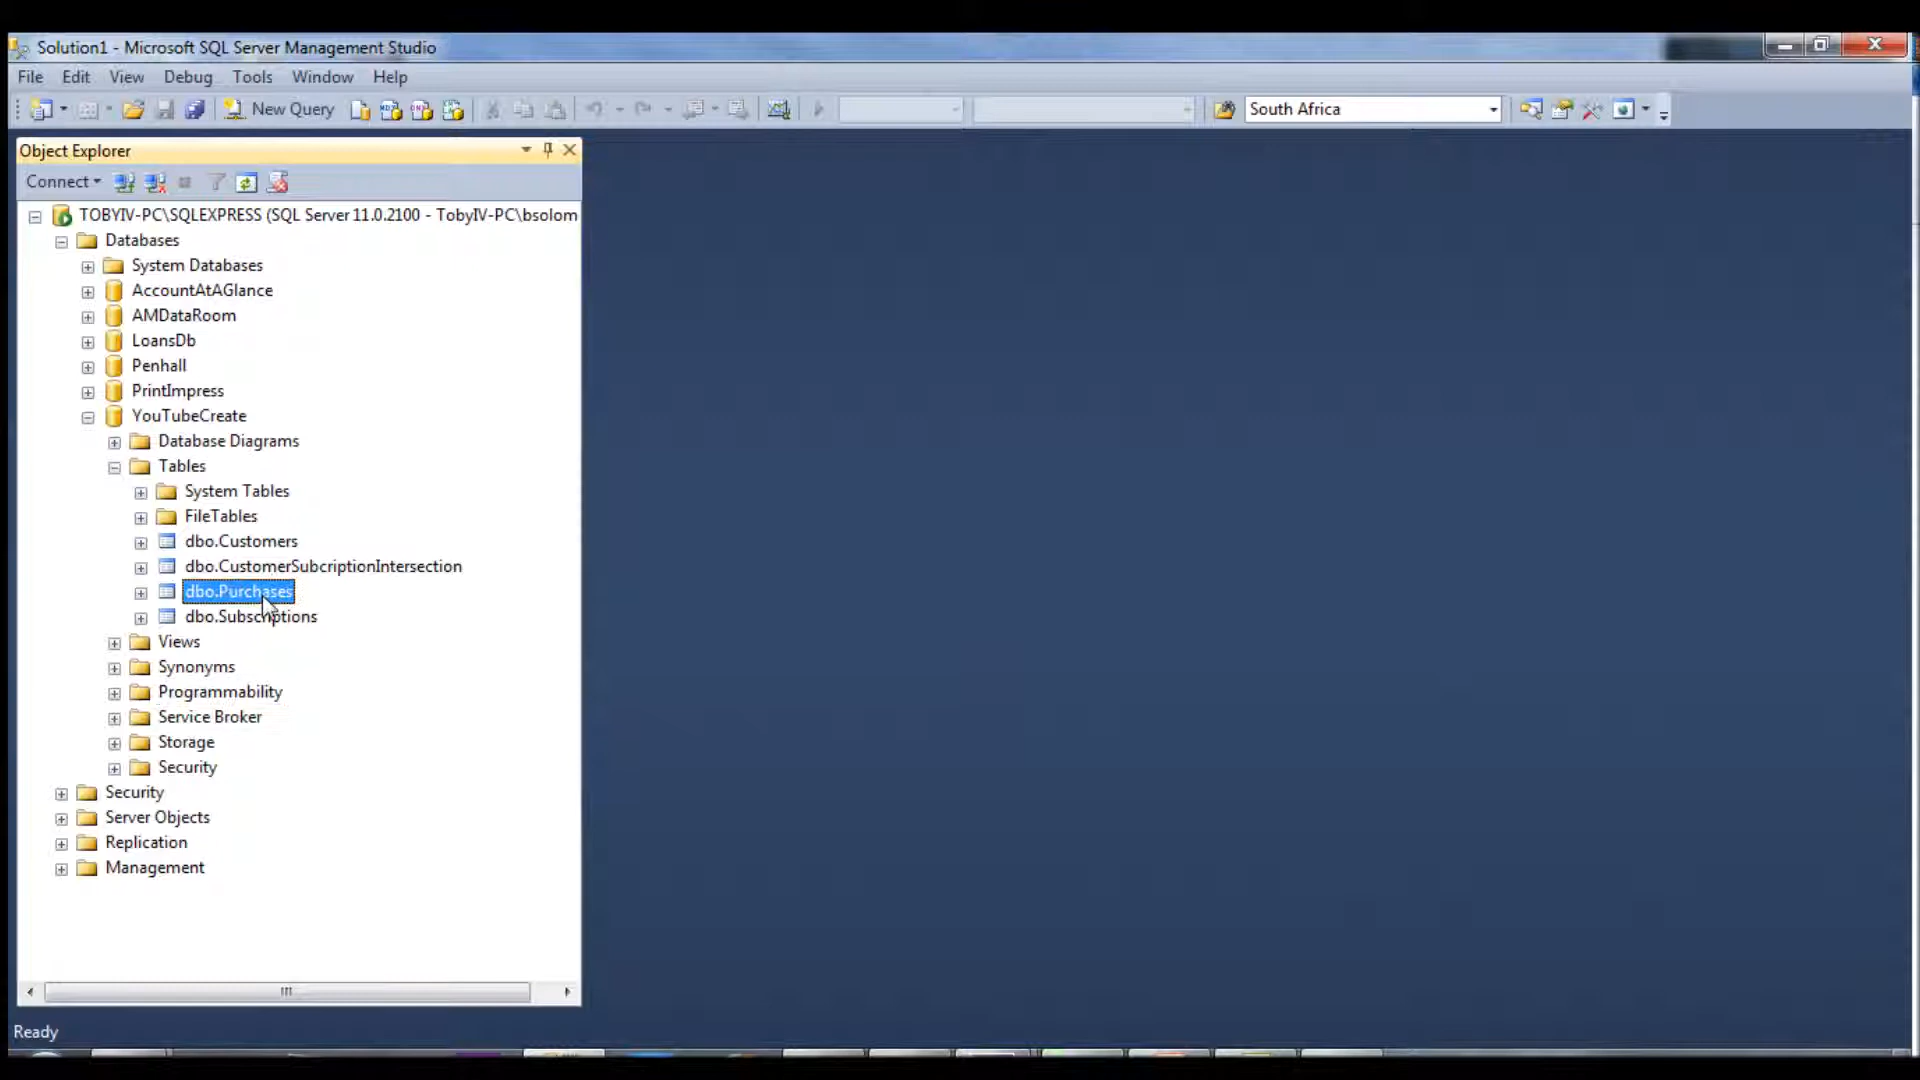 Solution1 - Microsoft SQL Server Management Studio
File Edit View Debug Tools Window Help
New Query South Africa
Object Explorer
Connect
TOBYIV-PC\SQLEXPRESS (SQL Server 11.0.2100 - TobyIV-PC\bsolom
Databases
System Databases
AccountAtAGlance
AMDataRoom
LoansDb
Penhall
PrintImpress
YouTubeCreate
Database Diagrams
Tables
System Tables
FileTables
dbo.Customers
dbo.CustomerSubcriptionIntersection
dbo.Purchases
dbo.Subscriptions
Views
Synonyms
Programmability
Service Broker
Storage
Security
Security
Server Objects
Replication
Management
Ready